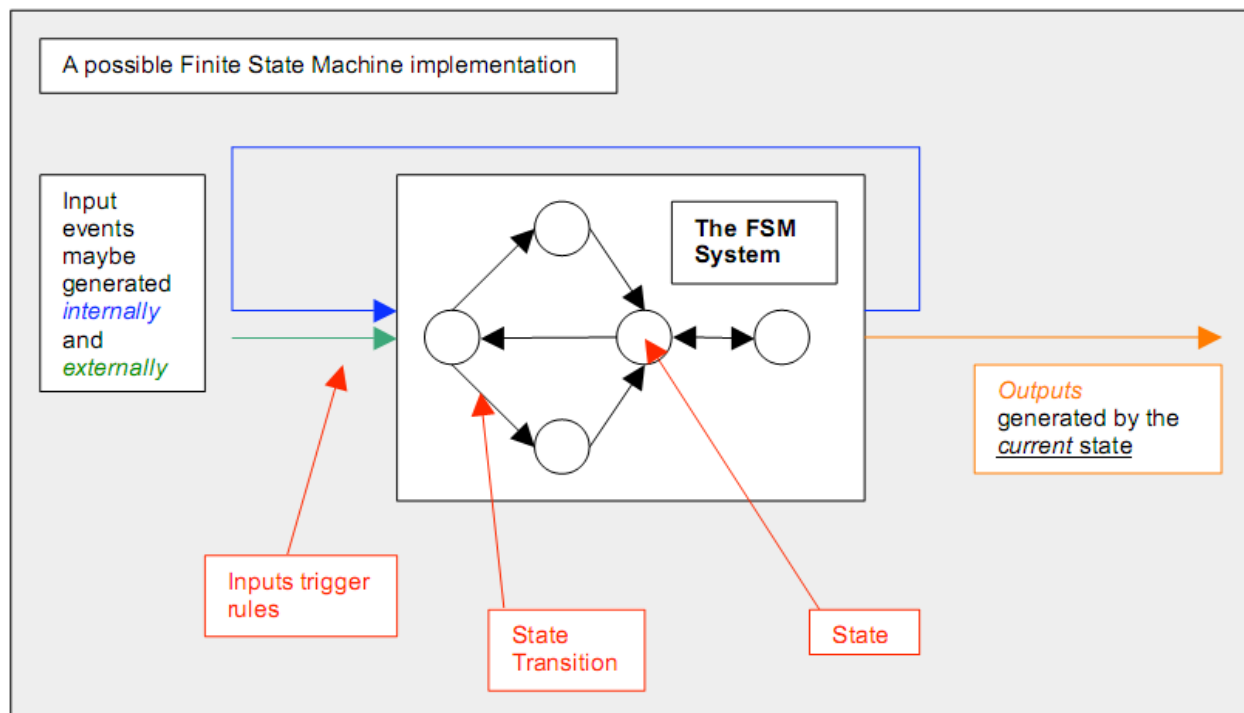 A possible Finite State Machine implementation
Input
events
maybe
generated
internally
and
externally
The FSM
System
Outputs
generated by the
current state
Inputs trigger
rules
State
Transition
State